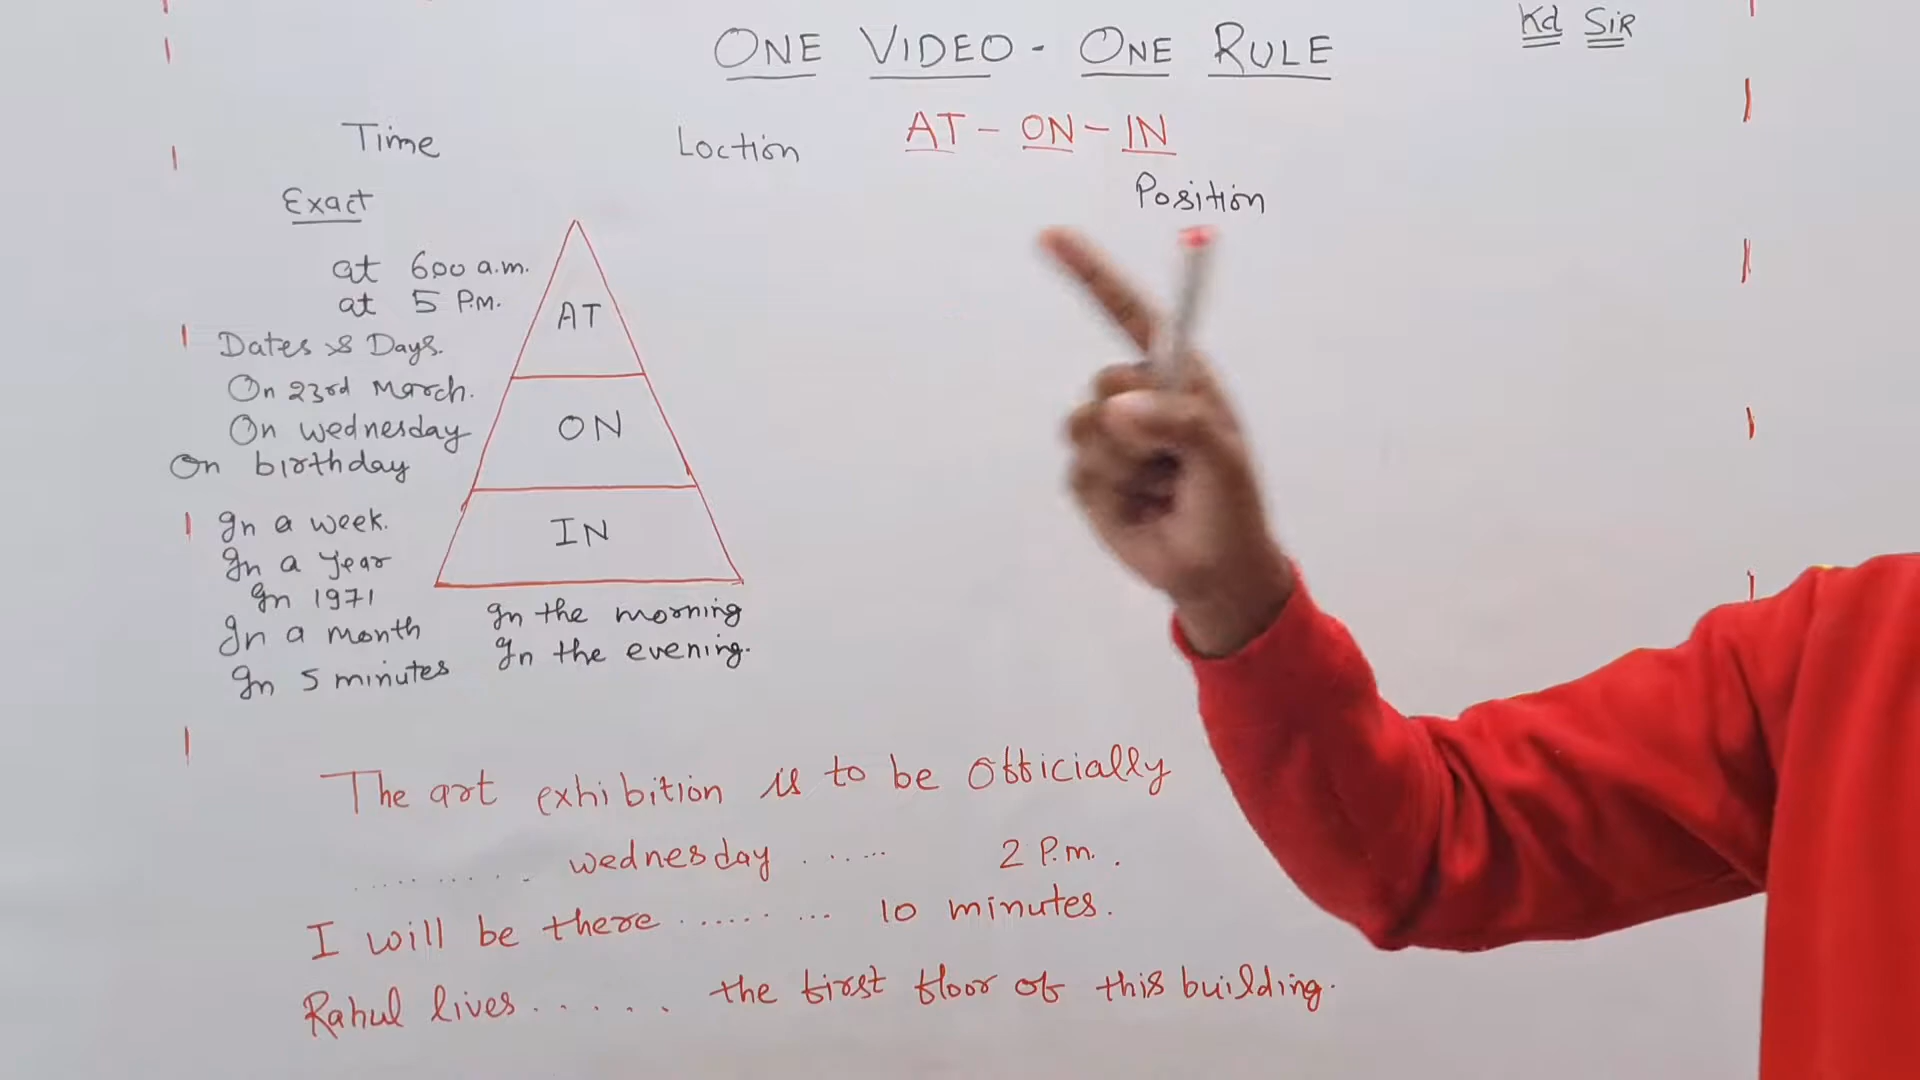 ONE VIDEO - ONE RULE
Kd SiR
AT - ON - IN
Time
Loction
Position
Exact
at 600 a.m.
at 5 P.m.
Dates & Days.
On 23rd March.
On wednesday
On birthday
In a week.
In a year
In 1971
In a month
In 5 minutes
AT
ON
IN
In the morning
In the evening.
The art exhibition is to be Officially
......... wednesday ...... 2 P.m..
I will be there ......... 10 minutes.
Rahul lives...... the first floor of this building.